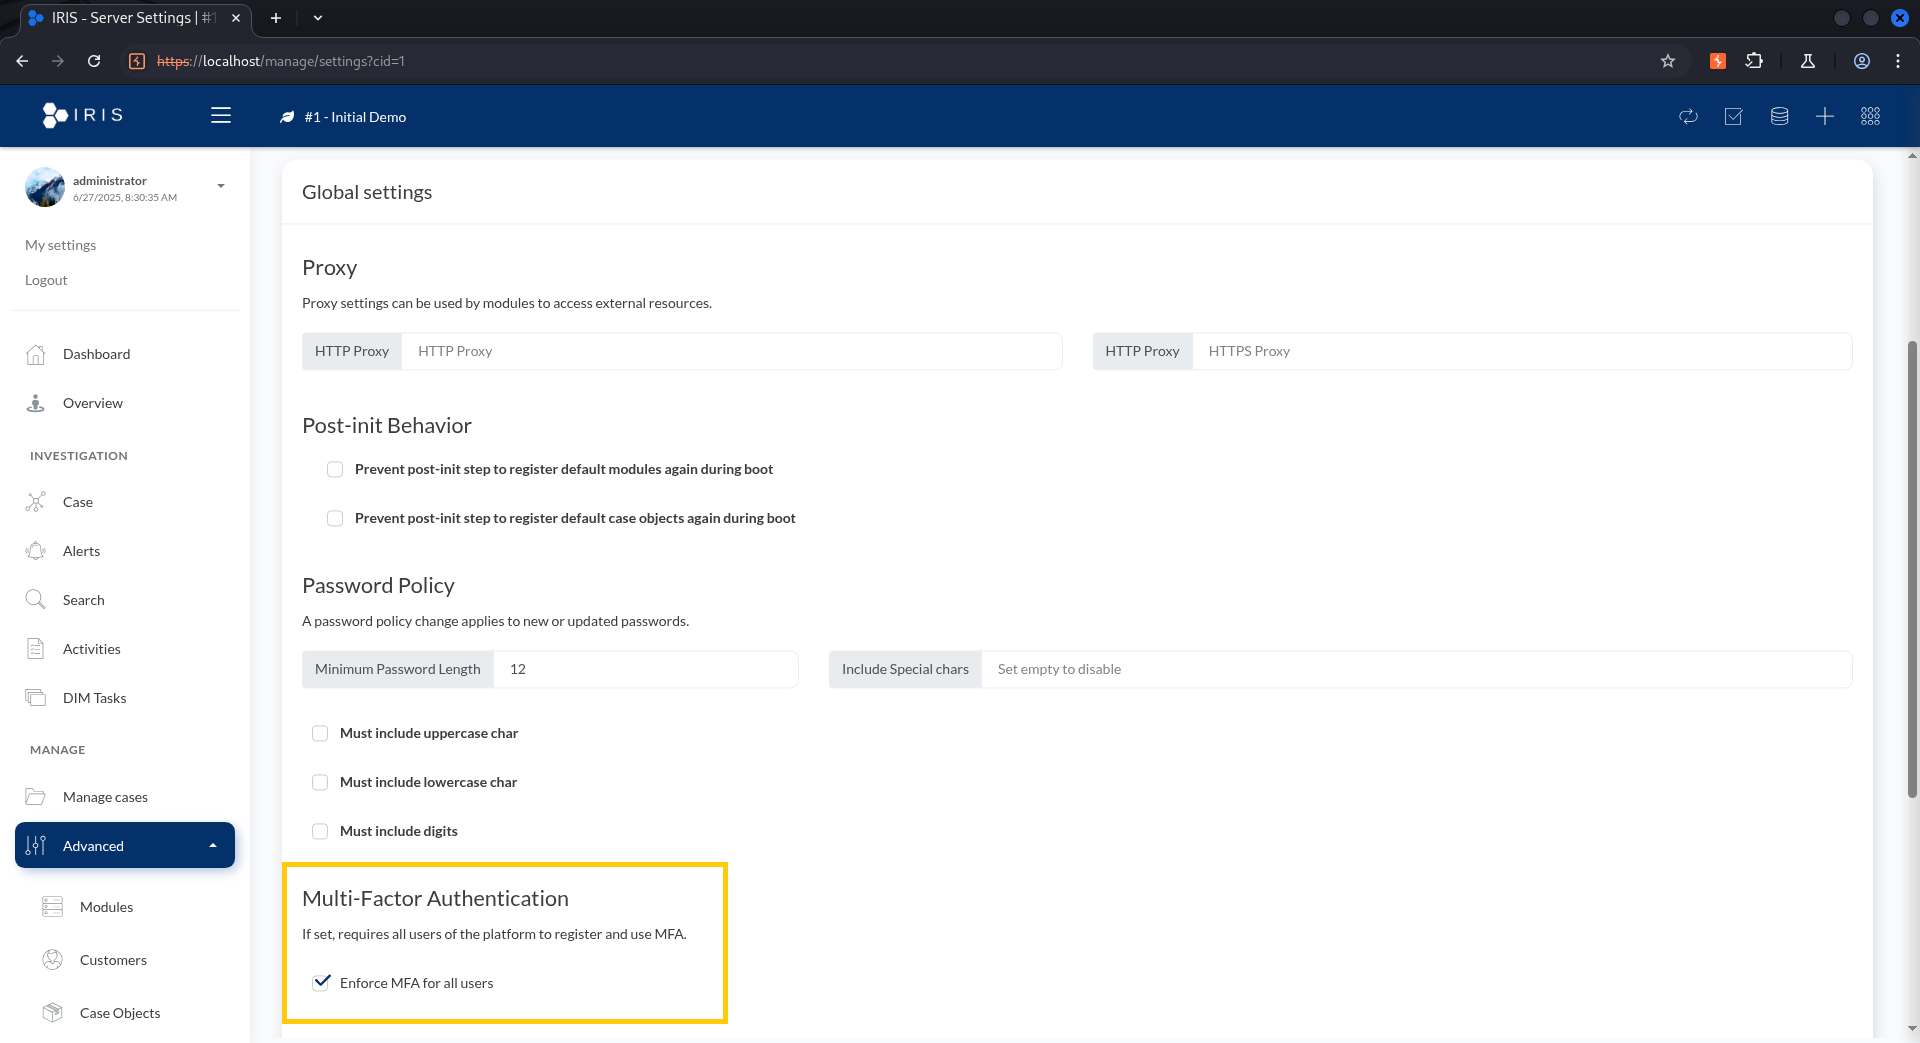 IRIS - Server Settings | #1
https://localhost/manage/settings?cid=1
IRIS
#1 - Initial Demo
administrator
6/27/2025, 8:30:35 AM
My settings
Logout
Dashboard
Overview
INVESTIGATION
Case
Alerts
Search
Activities
DIM Tasks
MANAGE
Manage cases
Advanced
Modules
Customers
Case Objects
Global settings
Proxy
Proxy settings can be used by modules to access external resources.
HTTP Proxy HTTP Proxy
HTTP Proxy HTTPS Proxy
Post-init Behavior
Prevent post-init step to register default modules again during boot
Prevent post-init step to register default case objects again during boot
Password Policy
A password policy change applies to new or updated passwords.
Minimum Password Length 12
Include Special chars Set empty to disable
Must include uppercase char
Must include lowercase char
Must include digits
Multi-Factor Authentication
If set, requires all users of the platform to register and use MFA.
Enforce MFA for all users